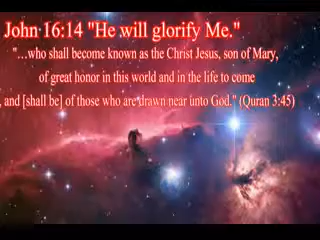 John 16:14 "He will glorify Me."
"…who shall become known as the Christ Jesus, son of Mary,
of great honor in this world and in the life to come
, and [shall be] of those who are drawn near unto God." (Quran 3:45)